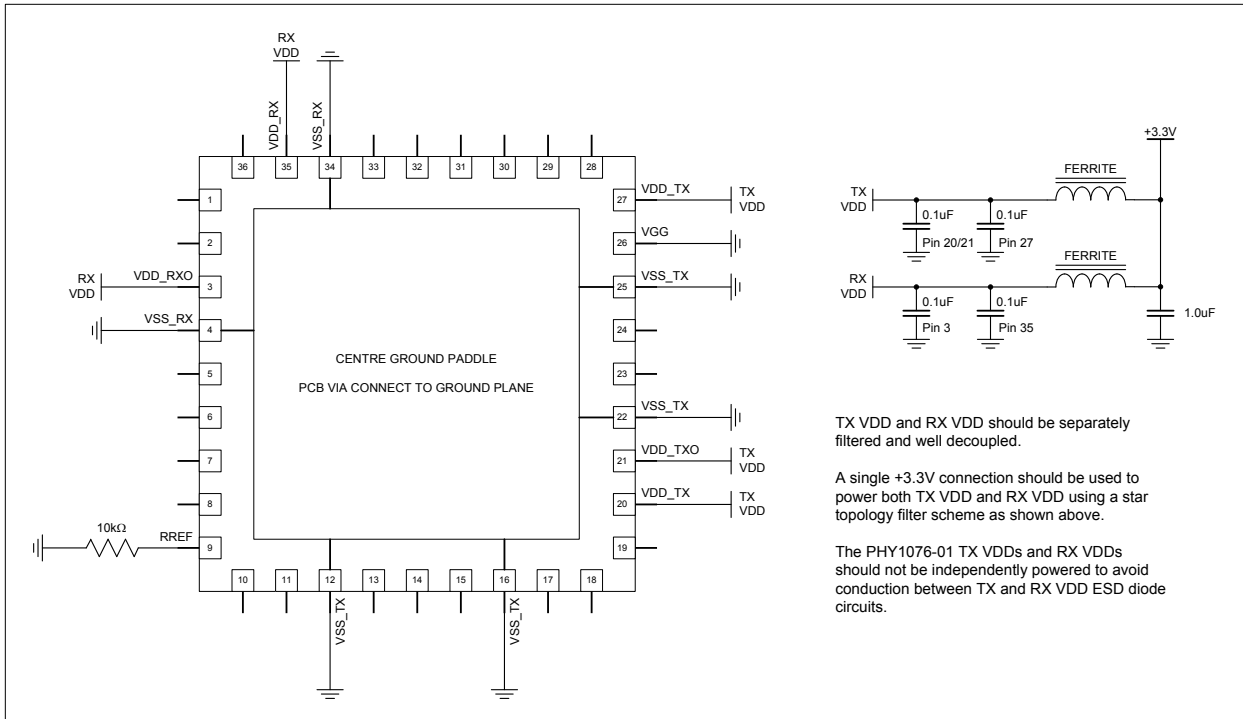 RX
VDD
VDD_RX
VSS_RX
36
35
34
33
32
31
30
29
28
1
2
3
4
5
6
7
8
9
RX
VDD
VDD_RXO
VSS_RX
10kΩ
RREF
CENTRE GROUND PADDLE
PCB VIA CONNECT TO GROUND PLANE
27
26
25
24
23
22
21
20
19
VDD_TX
TX
VDD
VGG
VSS_TX
VSS_TX
VDD_TXO
TX
VDD
VDD_TX
TX
VDD
10
11
12
13
14
15
16
17
18
VSS_TX
VSS_TX
+3.3V
FERRITE
TX
VDD
0.1uF
Pin 20/21
0.1uF
Pin 27
FERRITE
RX
VDD
0.1uF
Pin 3
0.1uF
Pin 35
1.0uF
TX VDD and RX VDD should be separately
filtered and well decoupled.
A single +3.3V connection should be used to
power both TX VDD and RX VDD using a star
topology filter scheme as shown above.
The PHY1076-01 TX VDDs and RX VDDs
should not be independently powered to avoid
conduction between TX and RX VDD ESD diode
circuits.